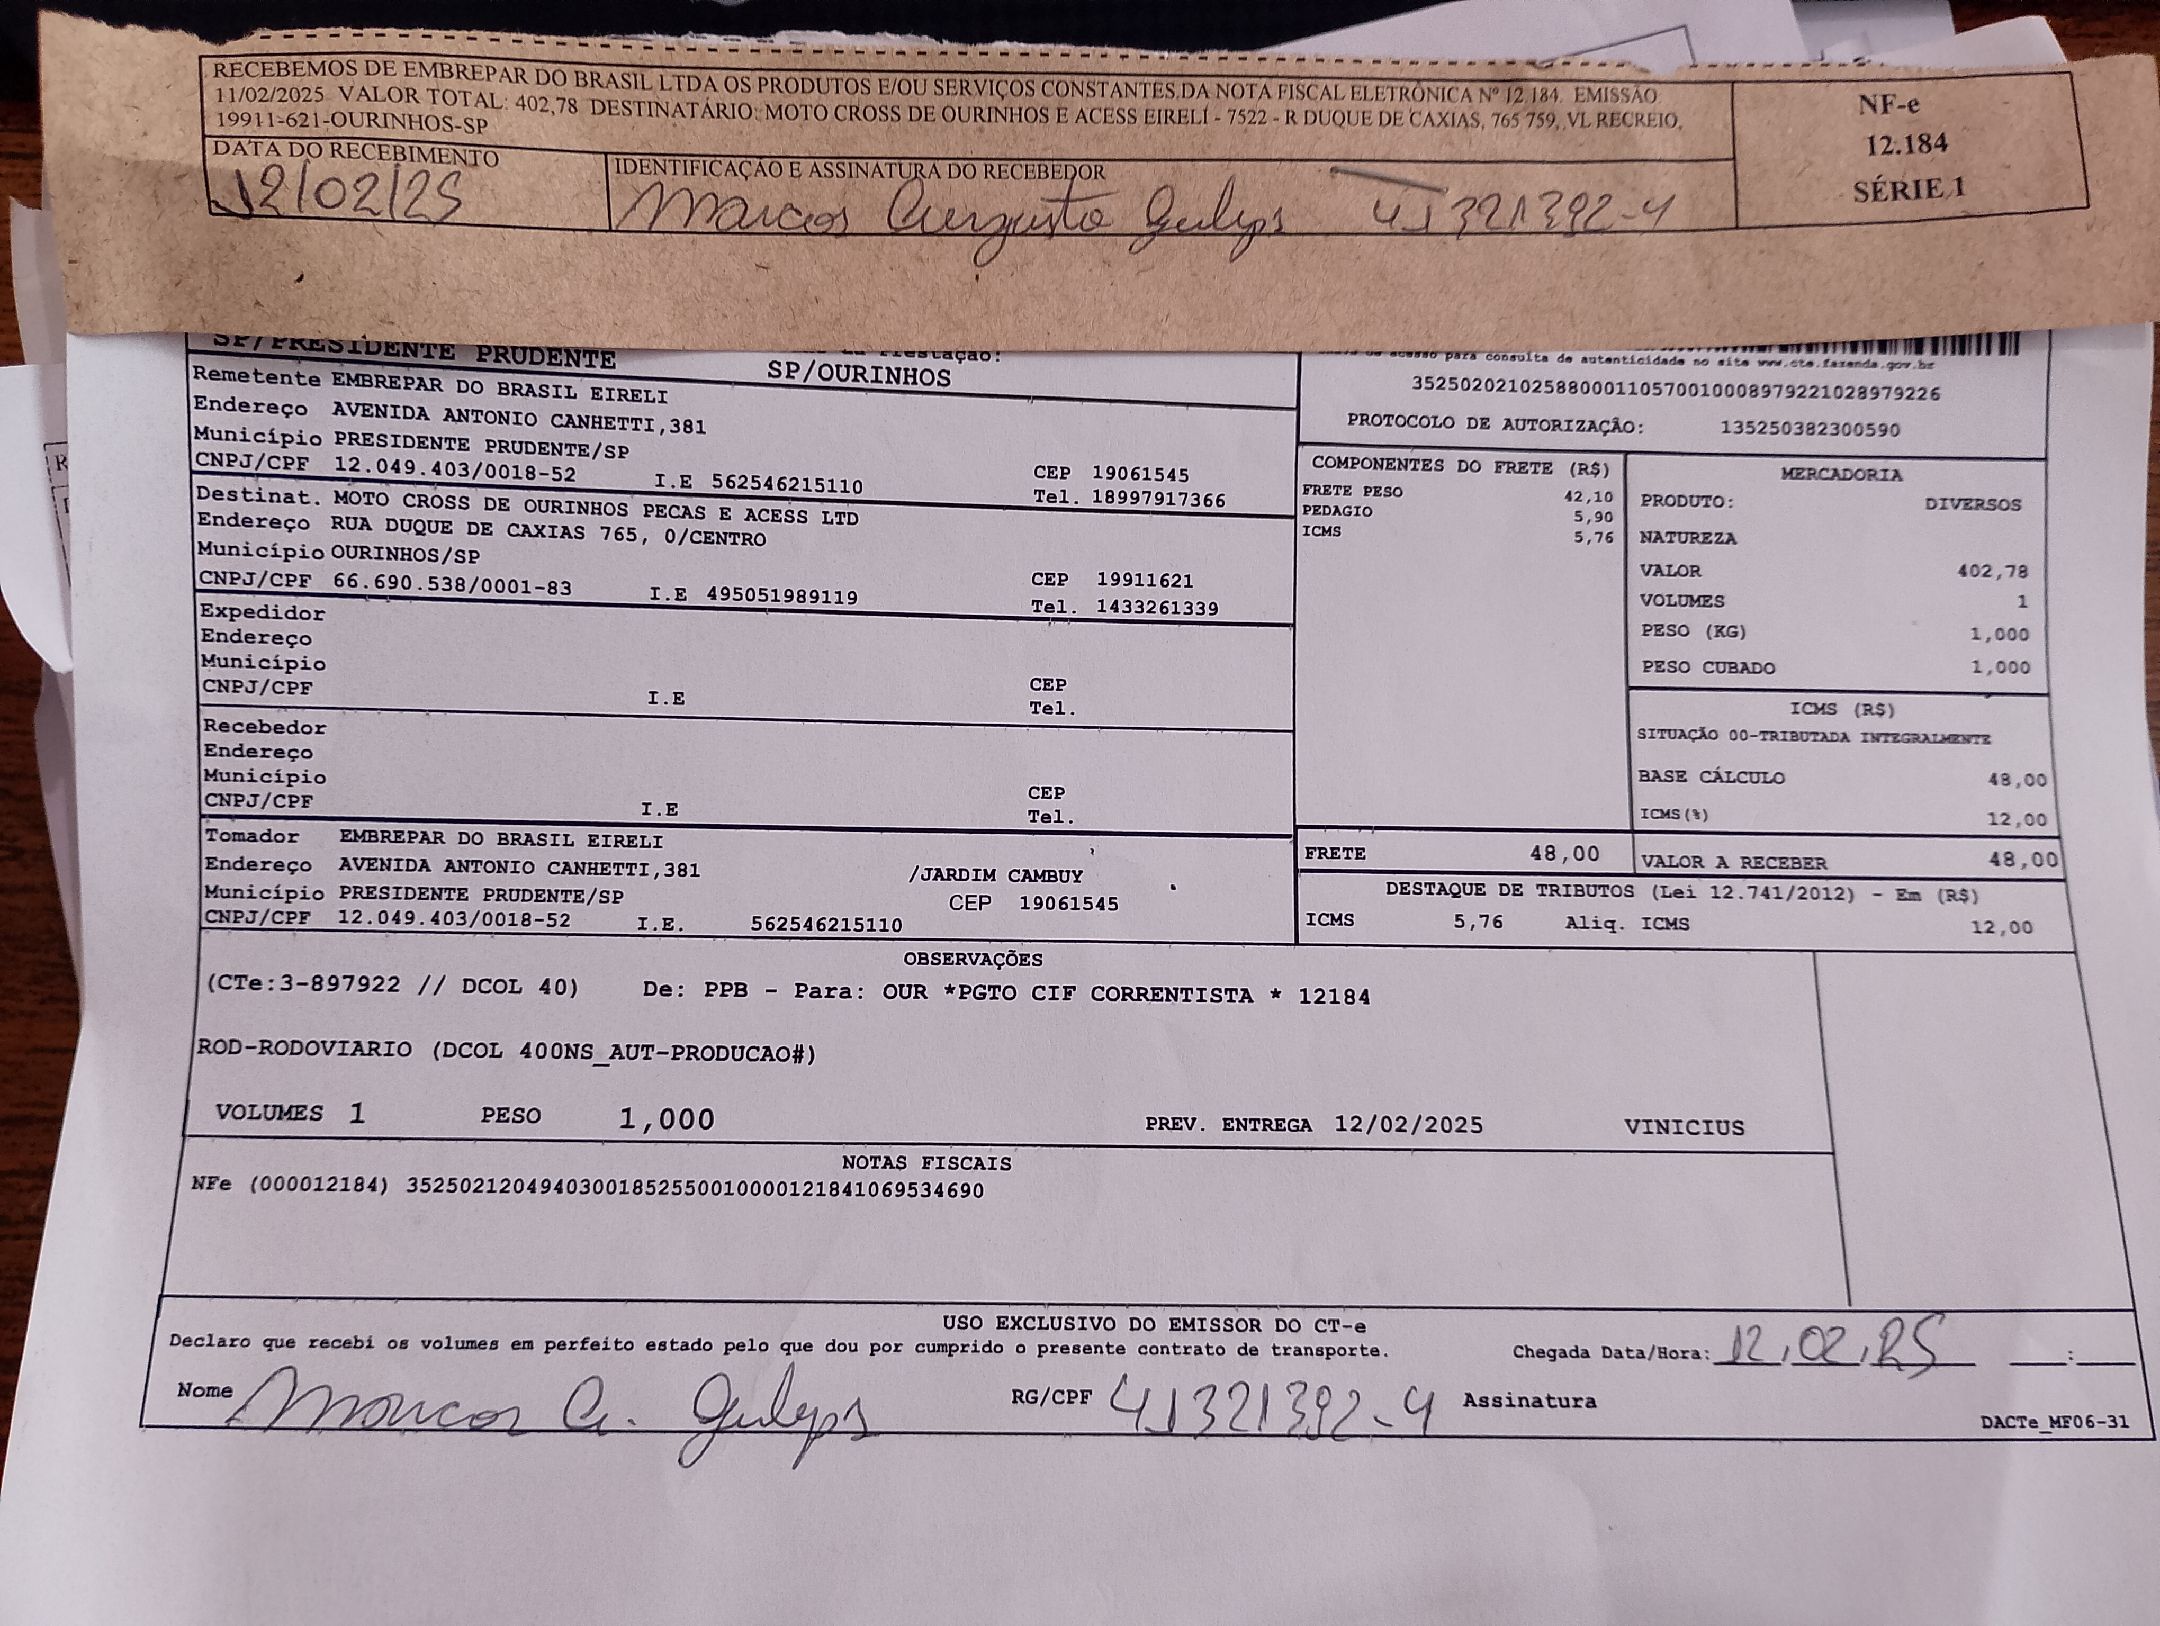 RECEBEMOS DE EMBREPAR DO BRASIL LTDA OS PRODUTOS E/OU SERVIÇOS CONSTANTES DA NOTA FISCAL ELETRÔNICA Nº 12.184. EMISSÃO
11/02/2025 VALOR TOTAL: 402,78 DESTINATÁRIO: MOTO CROSS DE OURINHOS E ACESS EIRELI - 7522 - R DUQUE DE CAXIAS, 765 759, VL RECREIO,
19911-621-OURINHOS-SP
NF-e
12.184
SÉRIE 1
DATA DO RECEBIMENTO
12/02/25
IDENTIFICAÇÃO E ASSINATURA DO RECEBEDOR
Marcos Augusto 41321392-4
SP/PRESIDENTE PRUDENTE
Prestação:
SP/OURINHOS
acesso para consulta de autenticidade no site www.cte.fazenda.gov.br
35250202102588000110570010008979221028979226
PROTOCOLO DE AUTORIZAÇÃO: 135250382300590
Remetente EMBREPAR DO BRASIL EIRELI
Endereço AVENIDA ANTONIO CANHETTI,381
Município PRESIDENTE PRUDENTE/SP
CEP 19061545
CNPJ/CPF 12.049.403/0018-52 I.E 562546215110 Tel. 18997917366
Destinat. MOTO CROSS DE OURINHOS PECAS E ACESS LTD
Endereço RUA DUQUE DE CAXIAS 765, 0/CENTRO
Município OURINHOS/SP
CEP 19911621
CNPJ/CPF 66.690.538/0001-83 I.E 495051989119 Tel. 1433261339
Expedidor
Endereço
Município
CEP
CNPJ/CPF I.E Tel.
Recebedor
Endereço
Município
CEP
CNPJ/CPF I.E Tel.
Tomador EMBREPAR DO BRASIL EIRELI
Endereço AVENIDA ANTONIO CANHETTI,381 /JARDIM CAMBUY
Município PRESIDENTE PRUDENTE/SP CEP 19061545
CNPJ/CPF 12.049.403/0018-52 I.E. 562546215110
COMPONENTES DO FRETE (R$)
FRETE PESO 42,10
PEDAGIO 5,90
ICMS 5,76
MERCADORIA
PRODUTO: DIVERSOS
NATUREZA
VALOR 402,78
VOLUMES 1
PESO (KG) 1,000
PESO CUBADO 1,000
ICMS (R$)
SITUAÇÃO 00-TRIBUTADA INTEGRALMENTE
BASE CÁLCULO 48,00
ICMS(%) 12,00
FRETE 48,00
VALOR A RECEBER 48,00
DESTAQUE DE TRIBUTOS (Lei 12.741/2012) - Em (R$)
ICMS 5,76 Aliq. ICMS 12,00
OBSERVAÇÕES
(CTe:3-897922 // DCOL 40) De: PPB - Para: OUR *PGTO CIF CORRENTISTA * 12184
ROD-RODOVIARIO (DCOL 400NS_AUT-PRODUCAO#)
VOLUMES 1 PESO 1,000 PREV. ENTREGA 12/02/2025 VINICIUS
NOTAS FISCAIS
NFe (000012184) 35250212049403001852550010000121841069534690
USO EXCLUSIVO DO EMISSOR DO CT-e
Declaro que recebi os volumes em perfeito estado pelo que dou por cumprido o presente contrato de transporte.
Chegada Data/Hora: 12,02,25 :
Nome Marcos A. RG/CPF 41321392-4 Assinatura
DACTe_MF06-31